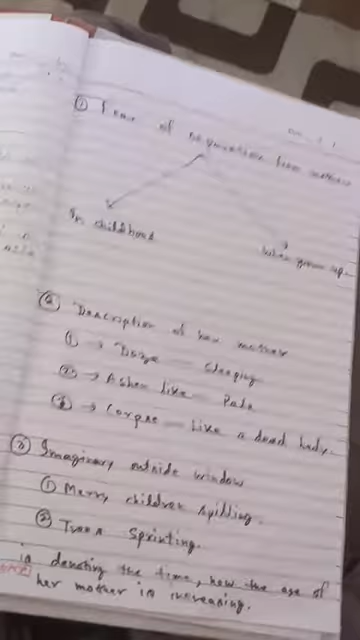 ① Fear of separation from mother
In childhood
When grown up.
② Description of her mother
① → Doze — sleeping
② → Ashen like — Pale
③ → Corpse — Like a dead body.
③ Imaginary outside window
① Merry children spilling.
② Trees Sprinting.
is denoting the time, how the age of
her mother is increasing.